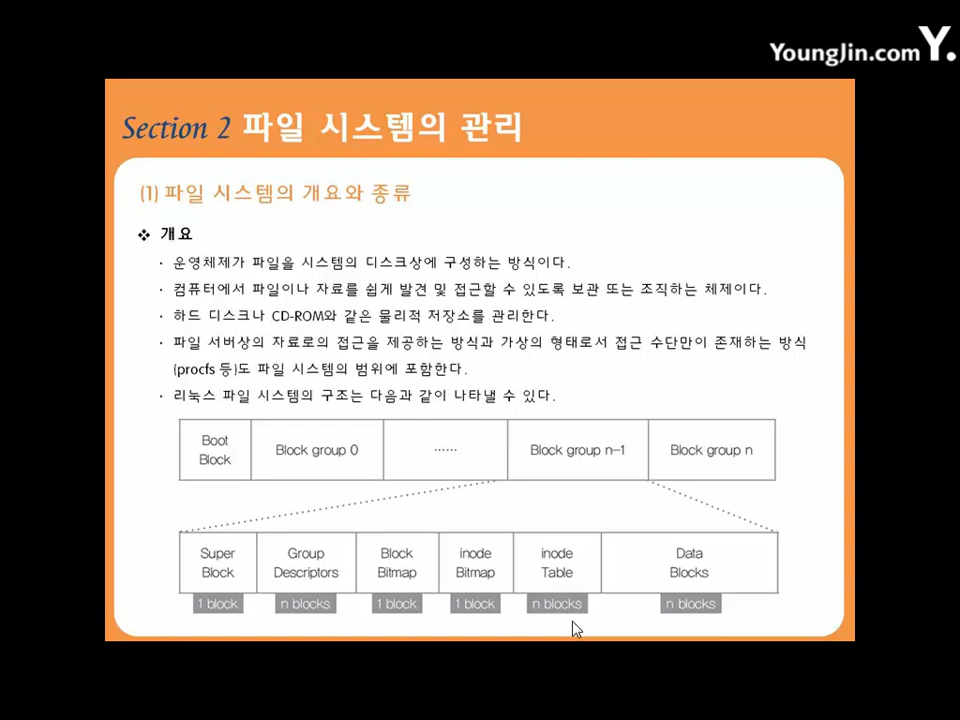 YoungJin.com Y.
Section 2 파일 시스템의 관리
(1) 파일 시스템의 개요와 종류
❖ 개요
· 운영체제가 파일을 시스템의 디스크상에 구성하는 방식이다.
· 컴퓨터에서 파일이나 자료를 쉽게 발견 및 접근할 수 있도록 보관 또는 조직하는 체제이다.
· 하드 디스크나 CD-ROM와 같은 물리적 저장소를 관리한다.
· 파일 서버상의 자료로의 접근을 제공하는 방식과 가상의 형태로서 접근 수단만이 존재하는 방식
(procfs 등)도 파일 시스템의 범위에 포함한다.
· 리눅스 파일 시스템의 구조는 다음과 같이 나타낼 수 있다.
Boot
Block
Block group 0
······
Block group n-1
Block group n
Super
Block
Group
Descriptors
Block
Bitmap
inode
Bitmap
inode
Table
Data
Blocks
1 block
n blocks
1 block
1 block
n blocks
n blocks